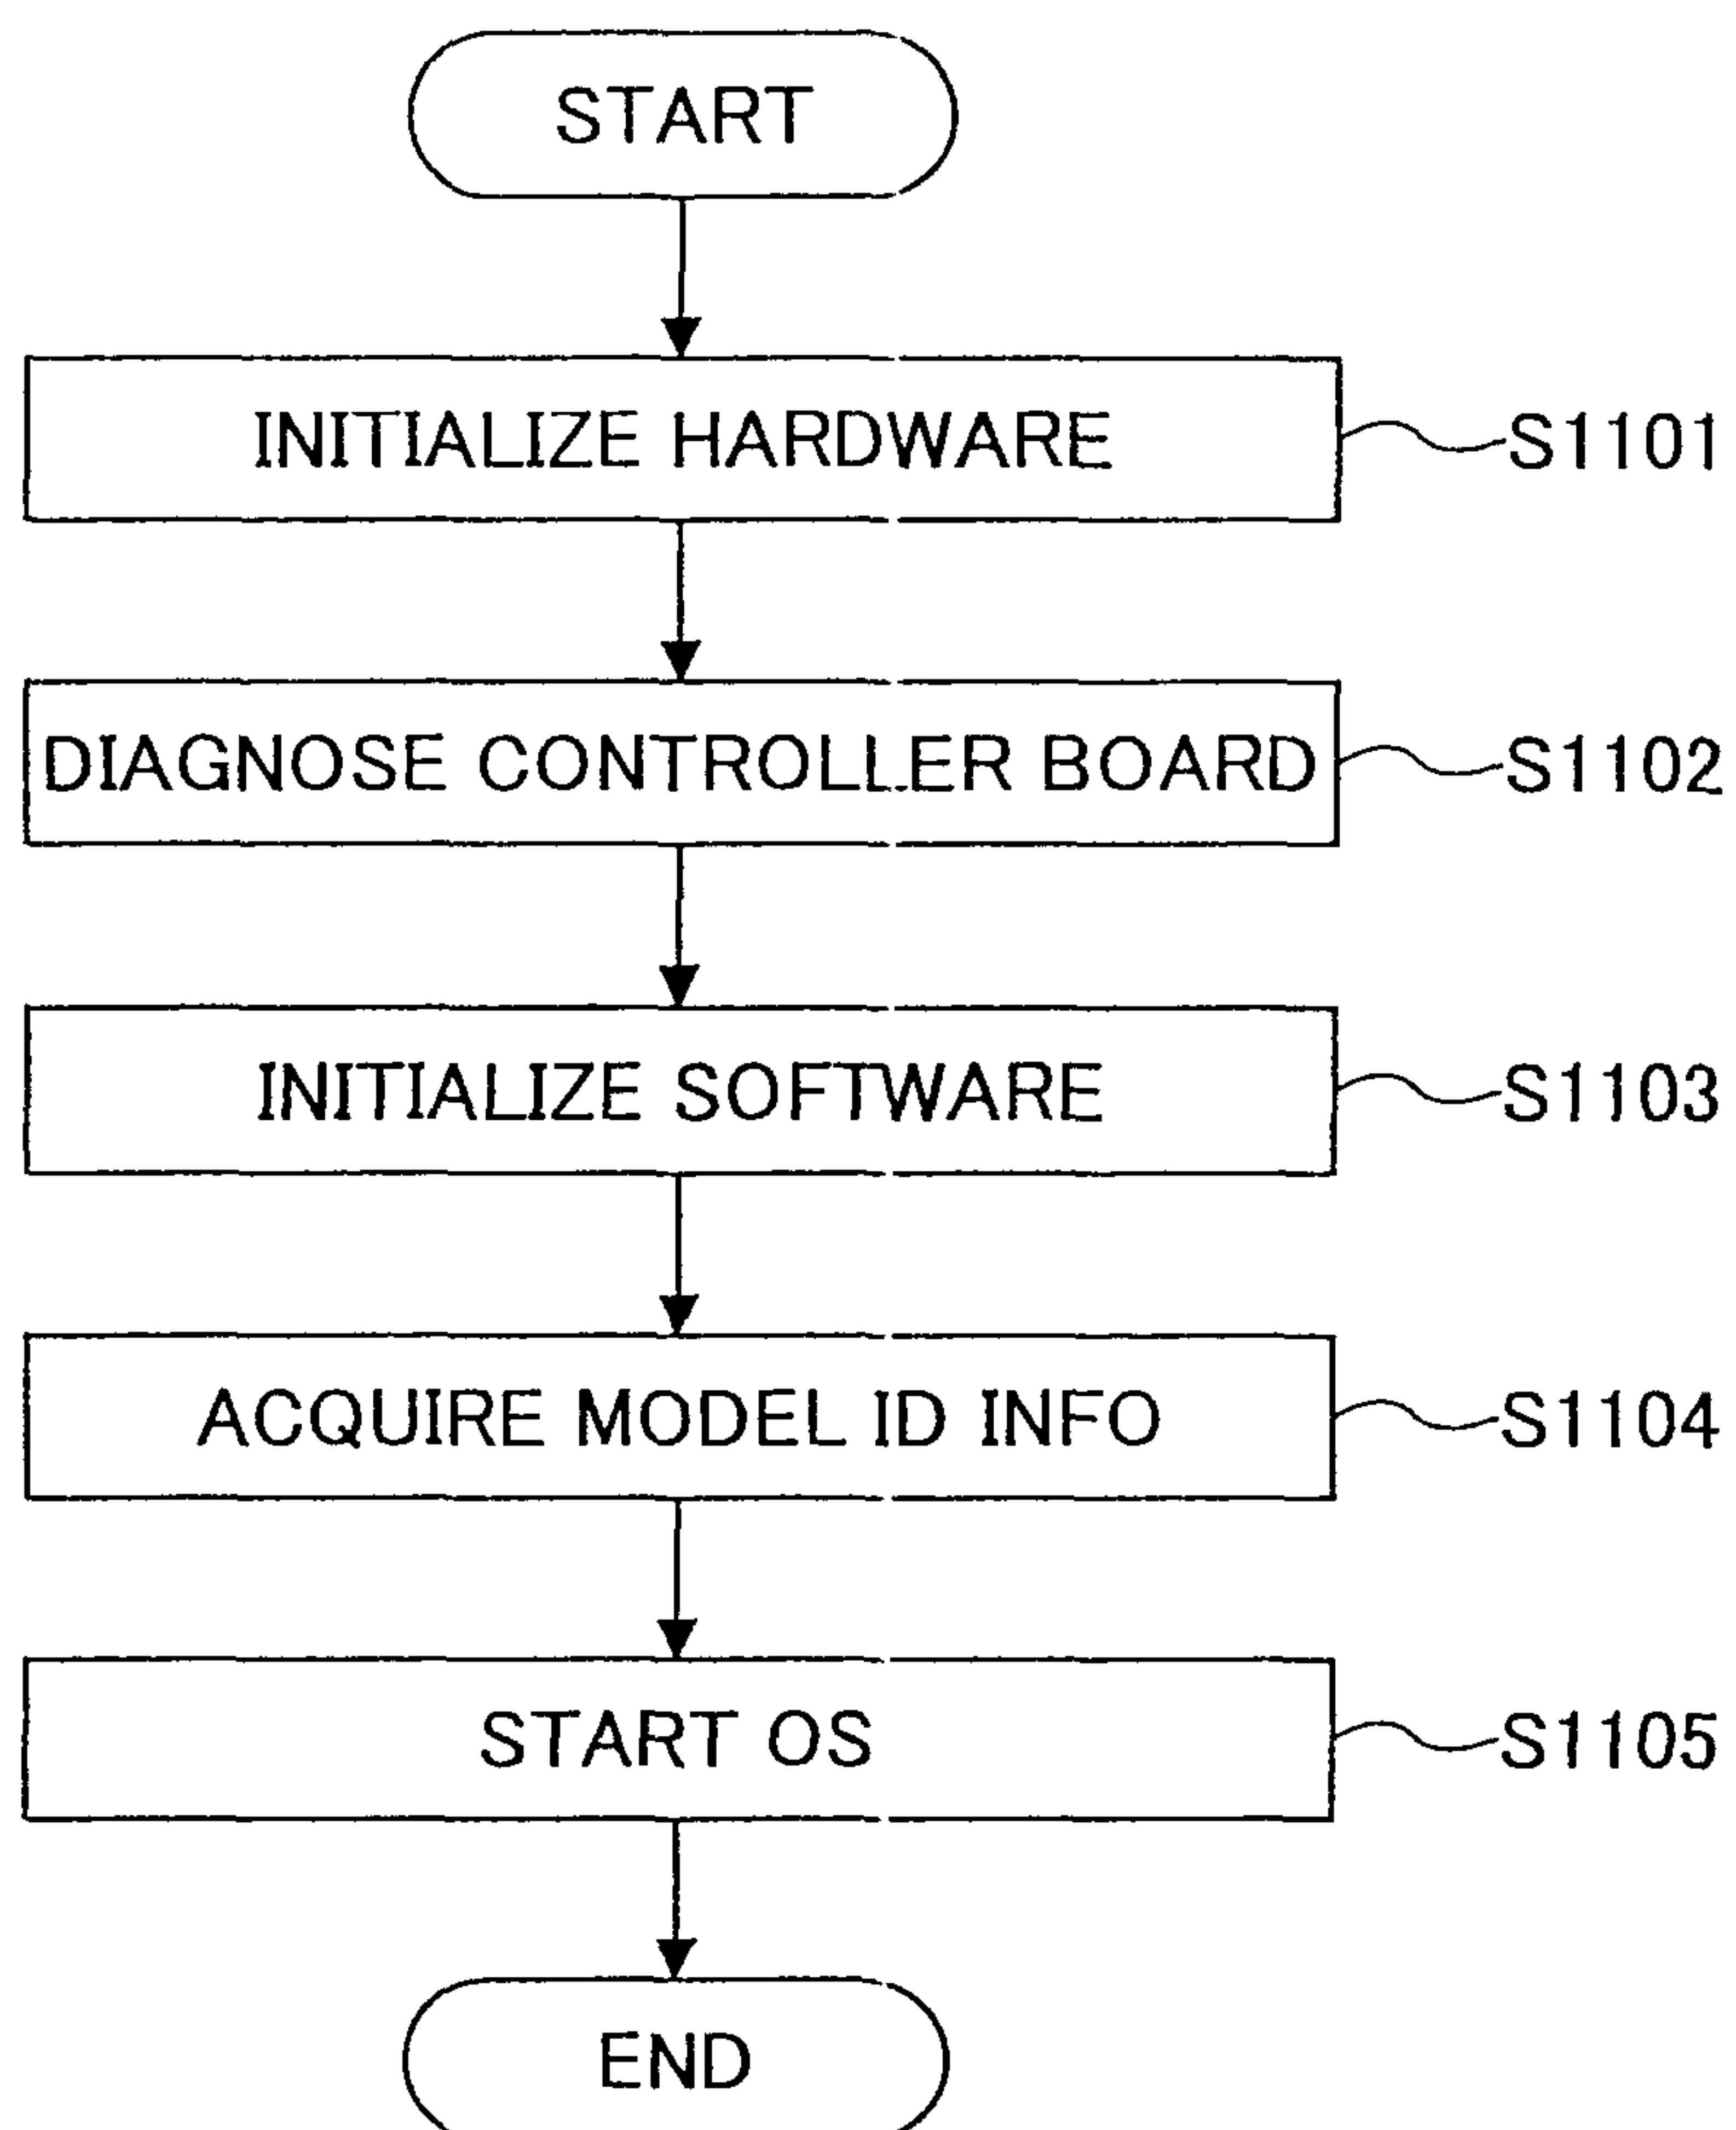 START
INITIALIZE HARDWARE S1101
DIAGNOSE CONTROLLER BOARD S1102
INITIALIZE SOFTWARE S1103
ACQUIRE MODEL ID INFO S1104
START OS S1105
END